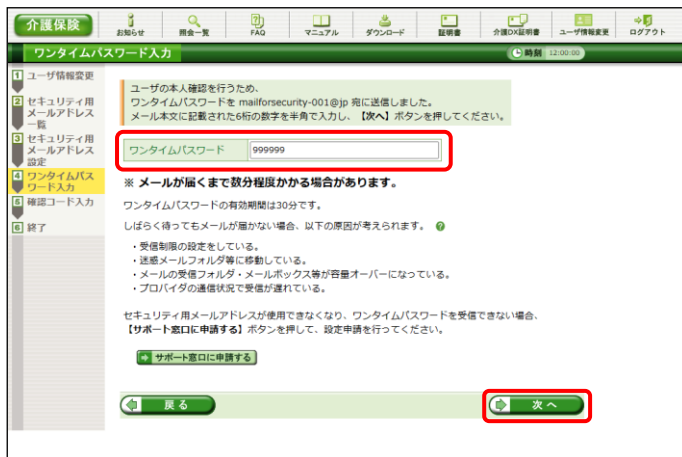 介護保険
お知らせ 照会一覧 FAQ マニュアル ダウンロード 証明書 介護DX証明書 ユーザ情報変更 ログアウト
ワンタイムパスワード入力 時刻 12:00:00
1 ユーザ情報変更
2 セキュリティ用
メールアドレス
一覧
3 セキュリティ用
メールアドレス
設定
4 ワンタイムパス
ワード入力
5 確認コード入力
6 終了
ユーザの本人確認を行うため、
ワンタイムパスワードを mailforsecurity-001@jp 宛に送信しました。
メール本文に記載された6桁の数字を半角で入力し、【次へ】ボタンを押してください。
ワンタイムパスワード 999999
※ メールが届くまで数分程度かかる場合があります。
ワンタイムパスワードの有効期間は30分です。
しばらく待ってもメールが届かない場合、以下の原因が考えられます。 ?
・受信制限の設定をしている。
・迷惑メールフォルダ等に移動している。
・メールの受信フォルダ・メールボックス等が容量オーバーになっている。
・プロバイダの通信状況で受信が遅れている。
セキュリティ用メールアドレスが使用できなくなり、ワンタイムパスワードを受信できない場合、
【サポート窓口に申請する】ボタンを押して、設定申請を行ってください。
サポート窓口に申請する
戻る 次へ